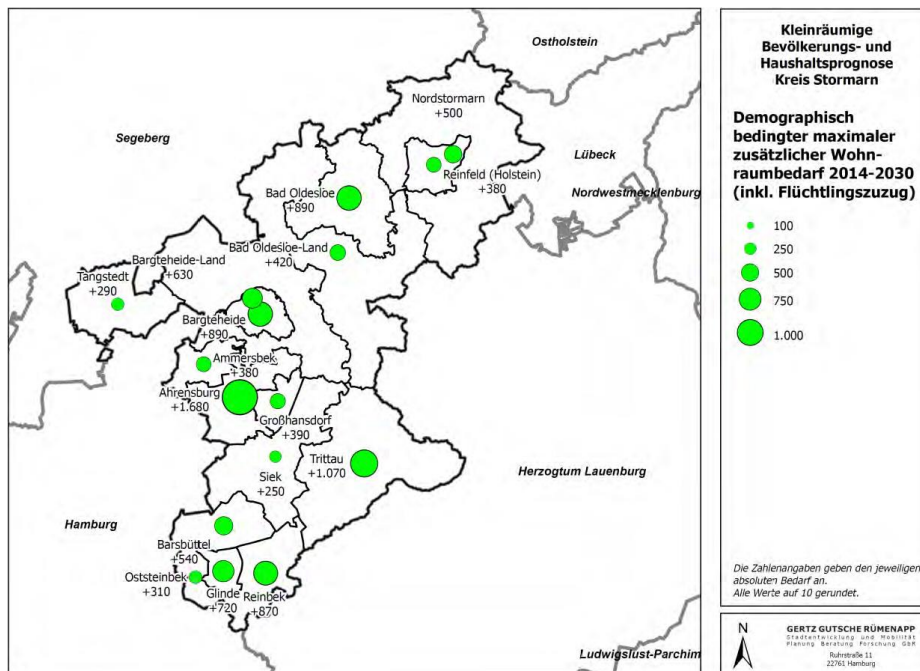 Ostholstein
Nordstormarn
+500
Segeberg
Lübeck
Reinfeld (Holstein)
+380
Nordwestmecklenburg
Bad Oldesloe
+890
Bad Oldesloe-Land
+420
Bargteheide-Land
+630
Tangstedt
+290
Bargteheide
+890
Ammersbek
+380
Ahrensburg
+1.680
Großhansdorf
+390
Trittau
+1.070
Siek
+250
Herzogtum Lauenburg
Hamburg
Barsbüttel
+540
Oststeinbek
+310
Glinde
+720
Reinbek
+870
Ludwigslust-Parchim
Kleinräumige
Bevölkerungs- und
Haushaltsprognose
Kreis Stormarn
Demographisch
bedingter maximaler
zusätzlicher Wohn-
raumbedarf 2014-2030
(inkl. Flüchtlingszuzug)
100
250
500
750
1.000
Die Zahlenangaben geben den jeweiligen
absoluten Bedarf an.
Alle Werte auf 10 gerundet.
N
GERTZ GUTSCHE RÜMENAPP
Stadtentwicklung und Mobilität
Planung Beratung Forschung GbR
Ruhrstraße 11
22761 Hamburg